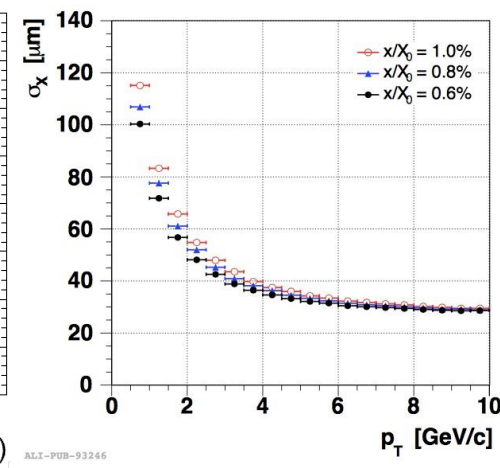 σx [μm]
140
120
100
80
60
40
20
0
x/X0 = 1.0%
x/X0 = 0.8%
x/X0 = 0.6%
0 2 4 6 8 10
pT [GeV/c]
)
ALI-PUB-93246